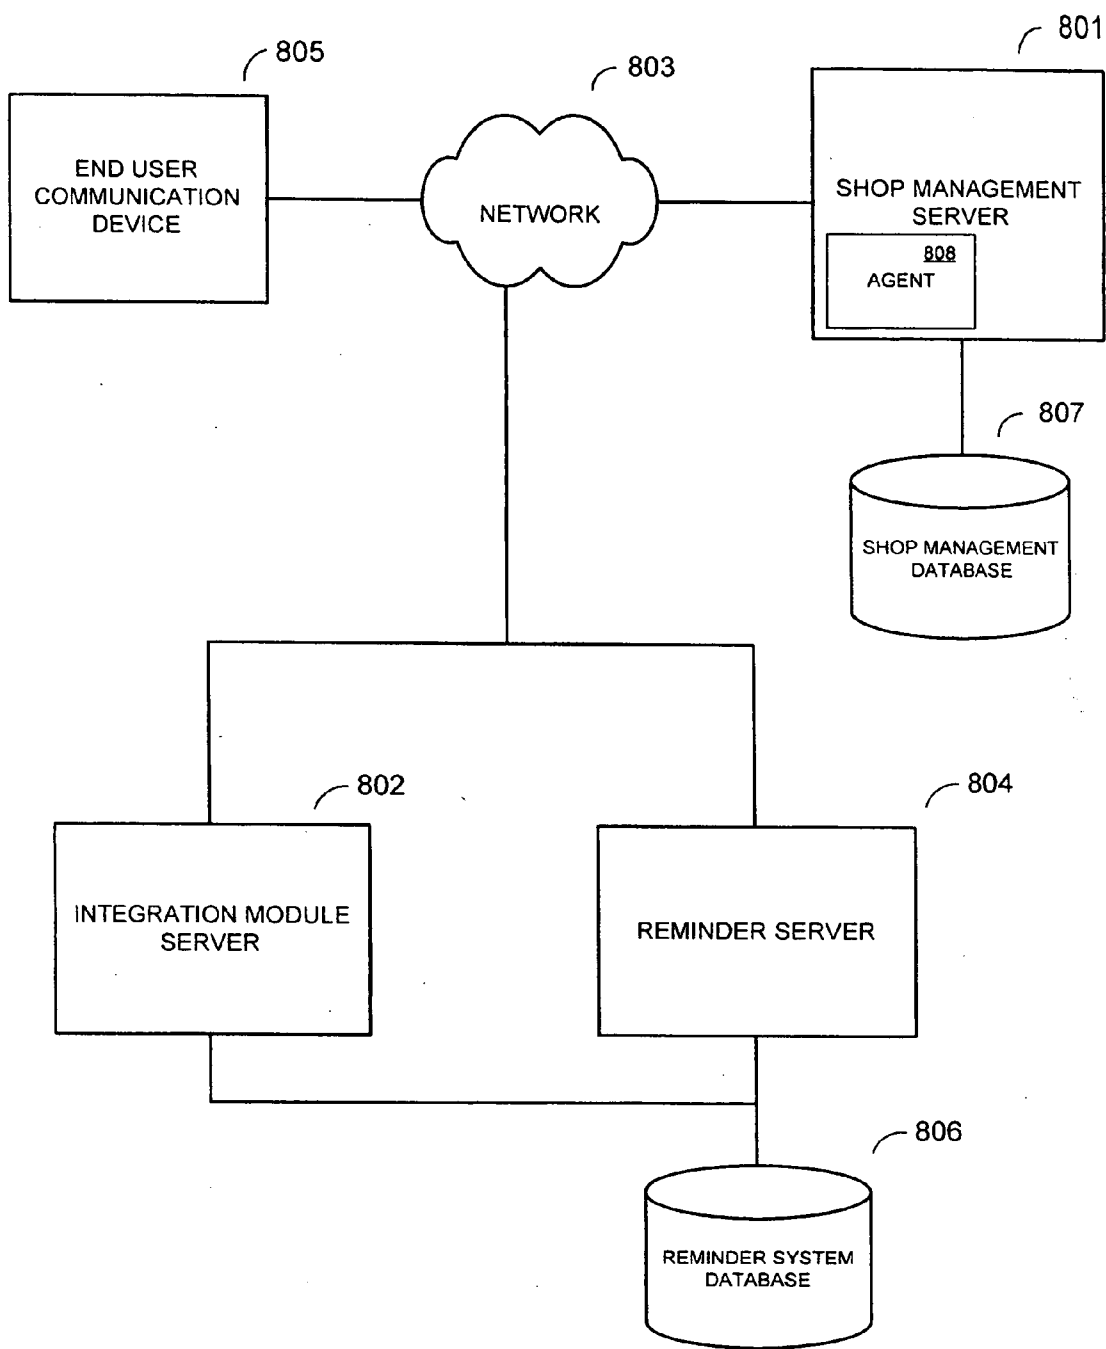 801
805
803
END USER
COMMUNICATION
DEVICE
NETWORK
SHOP MANAGEMENT
SERVER
808
AGENT
807
SHOP MANAGEMENT
DATABASE
802
804
INTEGRATION MODULE
SERVER
REMINDER SERVER
806
REMINDER SYSTEM
DATABASE